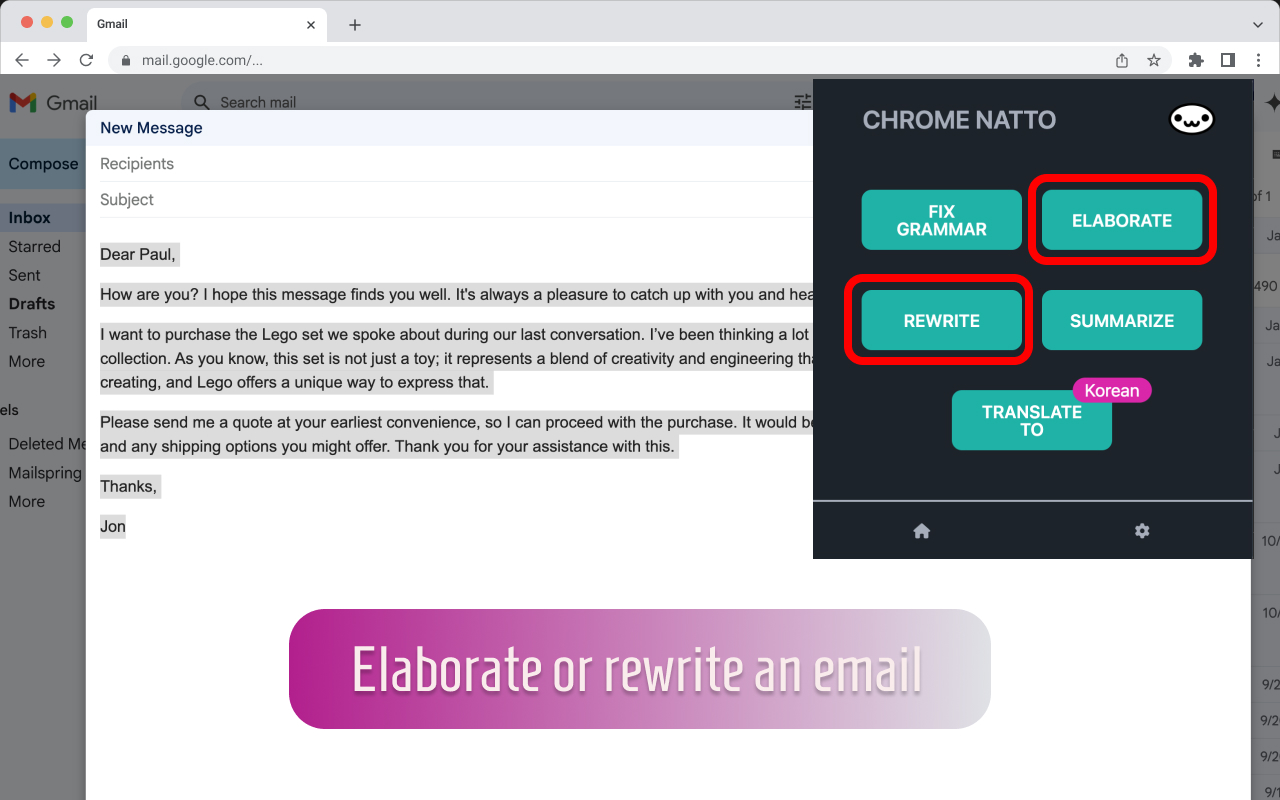 Gmail
mail.google.com/...
Gmail
Search mail
Compose
Inbox
Starred
Sent
Drafts
Trash
More
els
Deleted Me
Mailspring
More
New Message
Recipients
Subject
Dear Paul,
How are you? I hope this message finds you well. It's always a pleasure to catch up with you and hea
I want to purchase the Lego set we spoke about during our last conversation. I’ve been thinking a lot
collection. As you know, this set is not just a toy; it represents a blend of creativity and engineering tha
creating, and Lego offers a unique way to express that.
Please send me a quote at your earliest convenience, so I can proceed with the purchase. It would be
and any shipping options you might offer. Thank you for your assistance with this.
Thanks,
Jon
CHROME NATTO
FIX
GRAMMAR
ELABORATE
REWRITE
SUMMARIZE
Korean
TRANSLATE
TO
of 1
Ja
490
Ja
Ja
J
J
10/
10/
9/2
9/20
9/20
9/1
Elaborate or rewrite an email